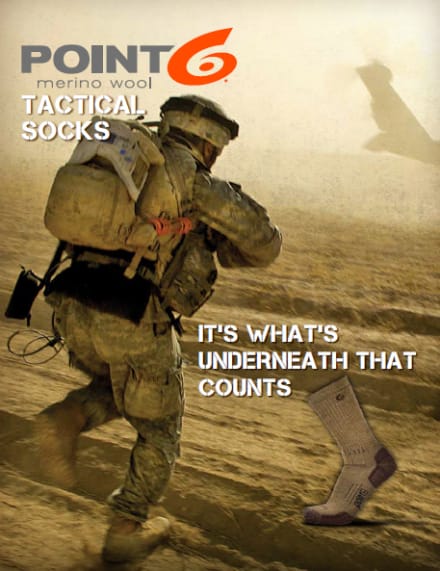 POINT6
merino wool
TACTICAL
SOCKS
IT'S WHAT'S
UNDERNEATH THAT
COUNTS